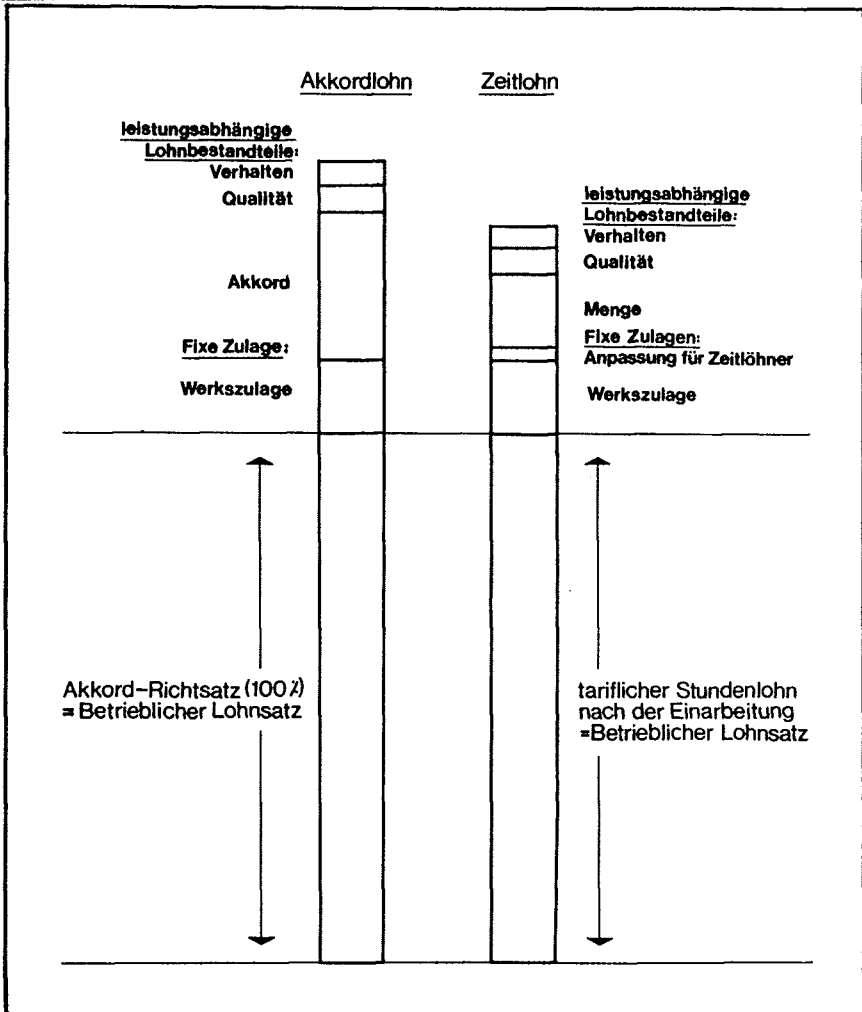 Akkordlohn
Zeitlohn
leistungsabhängige
Lohnbestandteile:
Verhalten
Qualität
Akkord
Fixe Zulage:
Werkszulage
leistungsabhängige
Lohnbestandteile:
Verhalten
Qualität
Menge
Fixe Zulagen:
Anpassung für Zeitlöhner
Werkszulage
Akkord-Richtsatz (100%)
= Betrieblicher Lohnsatz
tariflicher Stundenlohn
nach der Einarbeitung
=Betrieblicher Lohnsatz